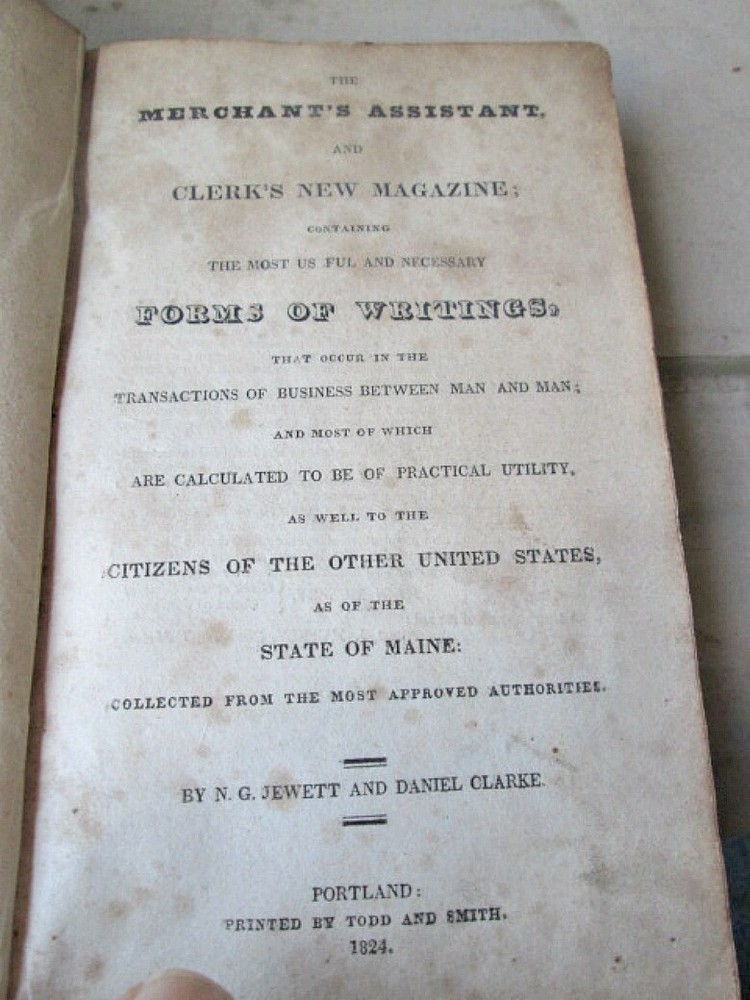 THE
MERCHANT'S ASSISTANT,
AND
CLERK'S NEW MAGAZINE;
CONTAINING
THE MOST US FUL AND NECESSARY
FORMS OF WRITINGS,
THAT OCCUR IN THE
TRANSACTIONS OF BUSINESS BETWEEN MAN AND MAN;
AND MOST OF WHICH
ARE CALCULATED TO BE OF PRACTICAL UTILITY,
AS WELL TO THE
CITIZENS OF THE OTHER UNITED STATES,
AS OF THE
STATE OF MAINE:
COLLECTED FROM THE MOST APPROVED AUTHORITIES.
BY N. G. JEWETT AND DANIEL CLARKE.
PORTLAND:
PRINTED BY TODD AND SMITH.
1824.